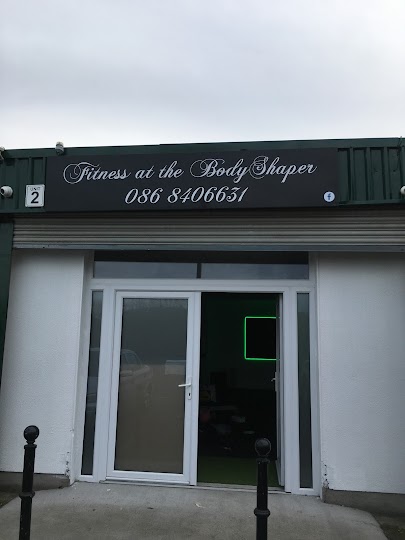 Fitness at the BodyShaper
086 8406631
UNIT
2
f